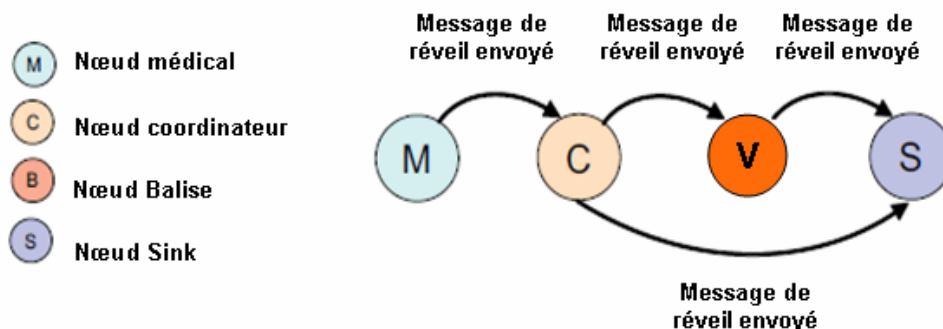 M Nœud médical
C Nœud coordinateur
B Nœud Balise
S Nœud Sink
Message de
réveil envoyé
Message de
réveil envoyé
Message de
réveil envoyé
M
C
V
S
Message de
réveil envoyé